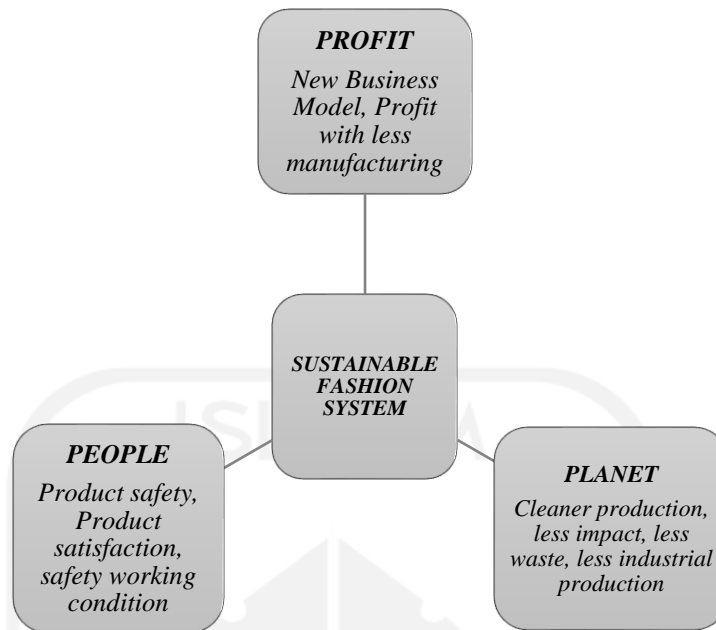 PROFIT
New Business
Model, Profit
with less
manufacturing
SUSTAINABLE
FASHION
SYSTEM
PEOPLE
Product safety,
Product
satisfaction,
safety working
condition
PLANET
Cleaner production,
less impact, less
waste, less industrial
production